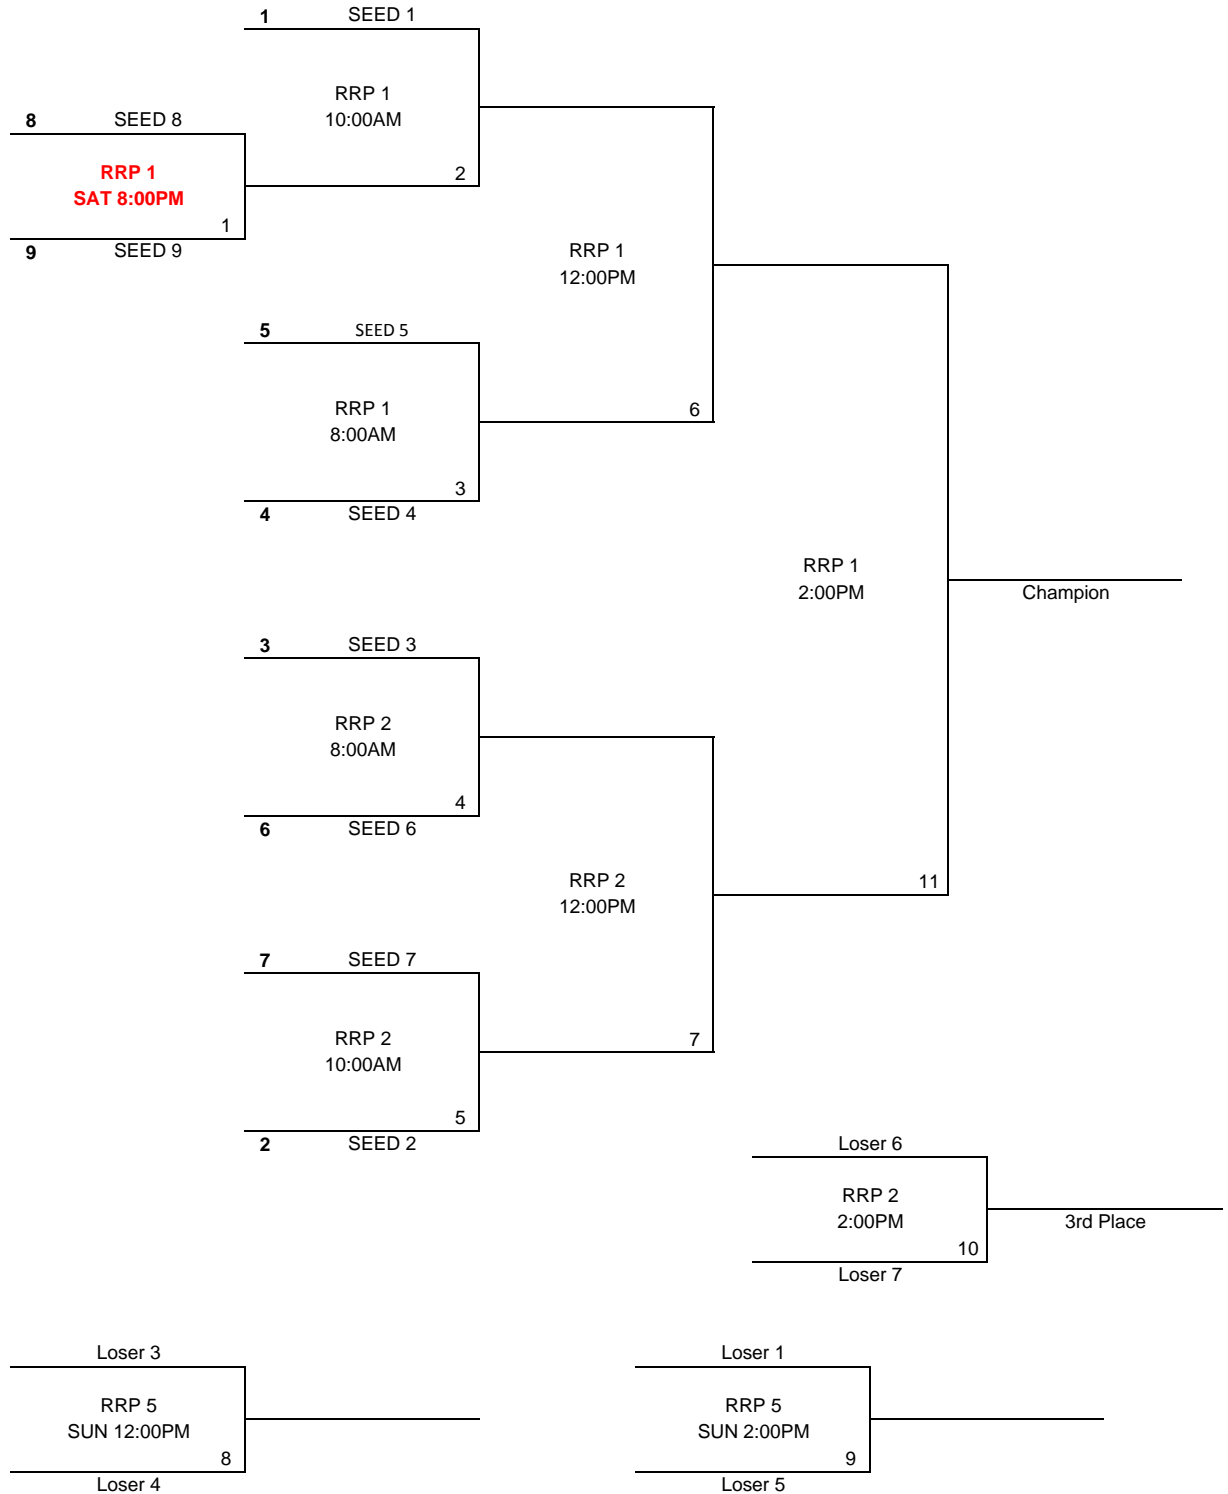 1 SEED 1
RRP 1
10:00AM
8 SEED 8
RRP 1
SAT 8:00PM
2
1
9 SEED 9
RRP 1
12:00PM
5 SEED 5
RRP 1
8:00AM
6
3
4 SEED 4
RRP 1
2:00PM
Champion
3 SEED 3
RRP 2
8:00AM
4
6 SEED 6
RRP 2
12:00PM
11
7 SEED 7
RRP 2
10:00AM
7
5
2 SEED 2
Loser 6
RRP 2
2:00PM
3rd Place
10
Loser 7
Loser 3
RRP 5
SUN 12:00PM
8
Loser 4
Loser 1
RRP 5
SUN 2:00PM
9
Loser 5